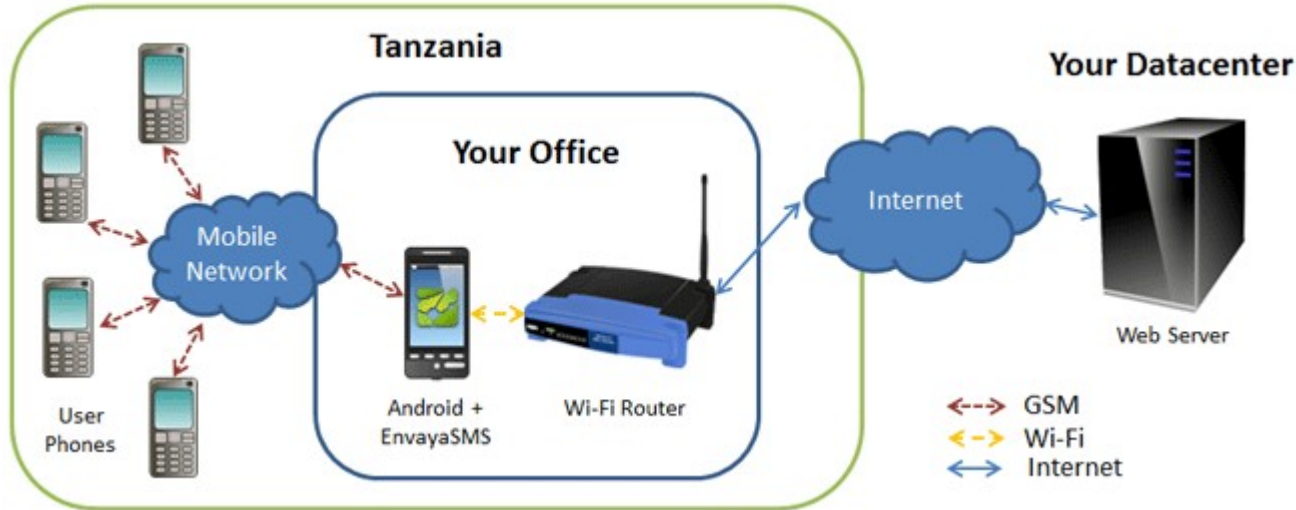 Tanzania
Your Datacenter
Your Office
Internet
Mobile
Network
Web Server
User
Phones
Android +
EnvayaSMS
Wi-Fi Router
GSM
Wi-Fi
Internet